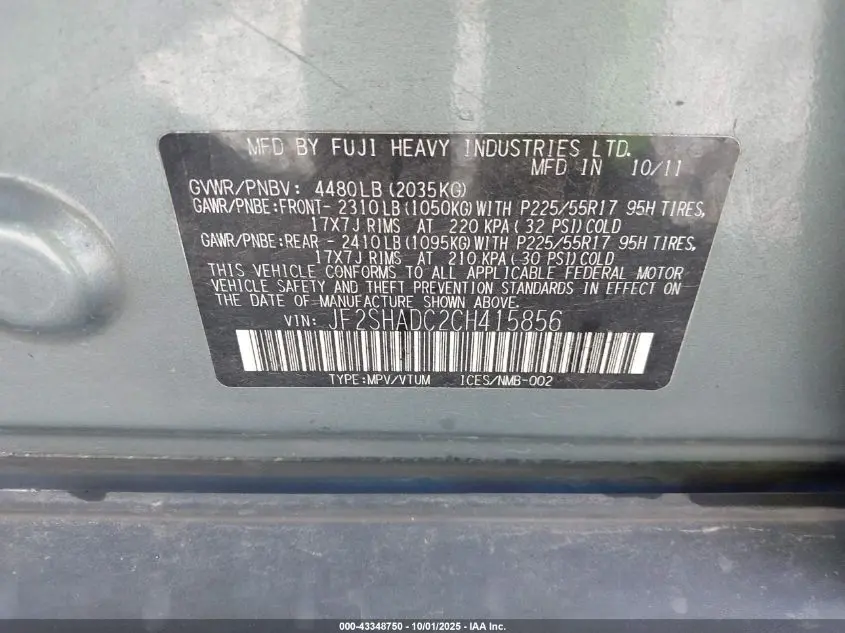 MFD BY FUJI HEAVY INDUSTRIES LTD.
MFD IN 10/11
GVWR/PNBV: 4480LB (2035KG)
GAWR/PNBE:FRONT- 2310LB(1050KG)WITH P225/55R17 95H TIRES,
17X7J RIMS AT 220 KPA( 32 PSI)COLD
GAWR/PNBE:REAR - 2410LB(1095KG)WITH P225/55R17 95H TIRES,
17X7J RIMS AT 210 KPA( 30 PSI)COLD
THIS VEHICLE CONFORMS TO ALL APPLICABLE FEDERAL MOTOR
VEHICLE SAFETY AND THEFT PREVENTION STANDARDS IN EFFECT ON
THE DATE OF MANUFACTURE SHOWN ABOVE.
VIN: JF2SHADC2CH415856
TYPE:MPV/VTUM ICES/NMB-002
000-43348750 - 10/01/2025 - IAA Inc.